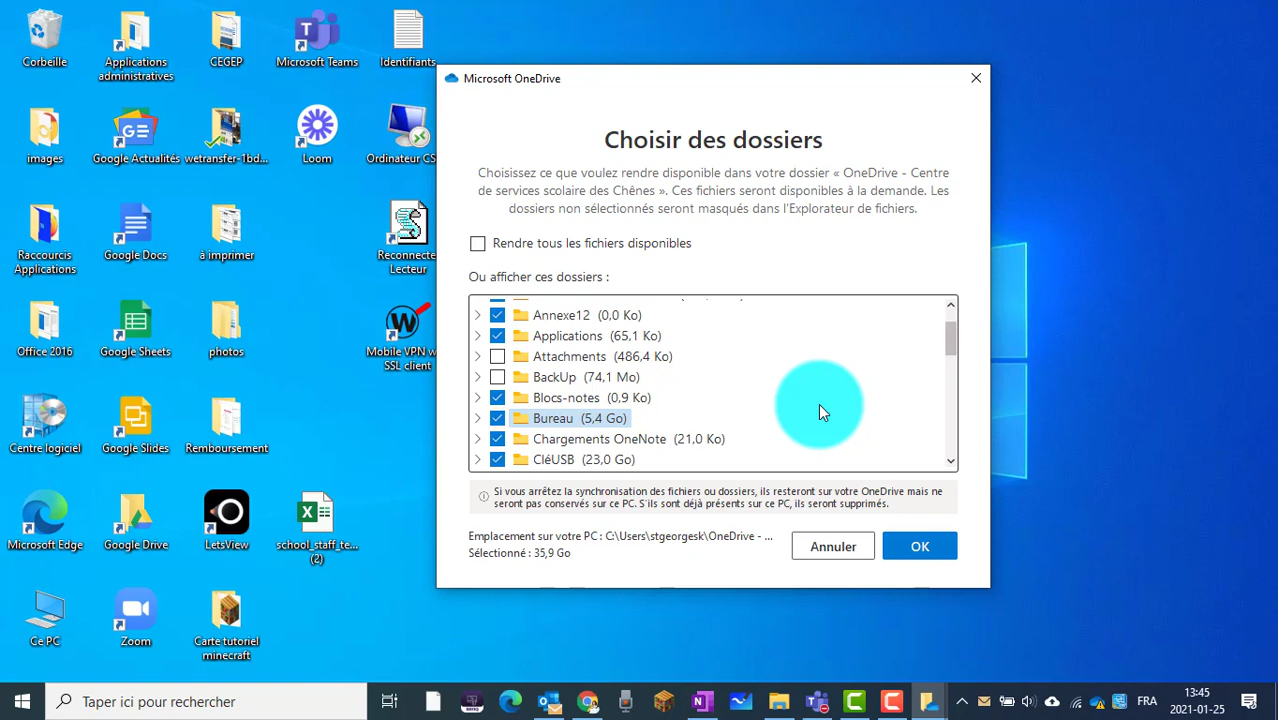 Corbeille
Applications
administratives
CEGEP
Microsoft Teams
Identifiants
images
Google Actualités
wetransfer-1bd...
Loom
Ordinateur CS
Raccourcis
Applications
Google Docs
à imprimer
Reconnecte
Lecteur
Office 2016
Google Sheets
photos
Mobile VPN w
SSL client
Centre logiciel
Google Slides
Remboursement
Microsoft Edge
Google Drive
LetsView
school_staff_te...
(2)
Ce PC
Zoom
Carte tutoriel
minecraft
Microsoft OneDrive
Choisir des dossiers
Choisissez ce que voulez rendre disponible dans votre dossier « OneDrive - Centre
de services scolaire des Chênes ». Ces fichiers seront disponibles à la demande. Les
dossiers non sélectionnés seront masqués dans l'Explorateur de fichiers.
Rendre tous les fichiers disponibles
Ou afficher ces dossiers :
Annexe12 (0,0 Ko)
Applications (65,1 Ko)
Attachments (486,4 Ko)
BackUp (74,1 Mo)
Blocs-notes (0,9 Ko)
Bureau (5,4 Go)
Chargements OneNote (21,0 Ko)
CléUSB (23,0 Go)
Si vous arrêtez la synchronisation des fichiers ou dossiers, ils resteront sur votre OneDrive mais ne
seront pas conservés sur ce PC. S'ils sont déjà présents sur ce PC, ils seront supprimés.
Emplacement sur votre PC : C:\Users\stgeorgesk\OneDrive - ...
Sélectionné : 35,9 Go
Annuler
OK
Taper ici pour rechercher
FRA
13:45
2021-01-25